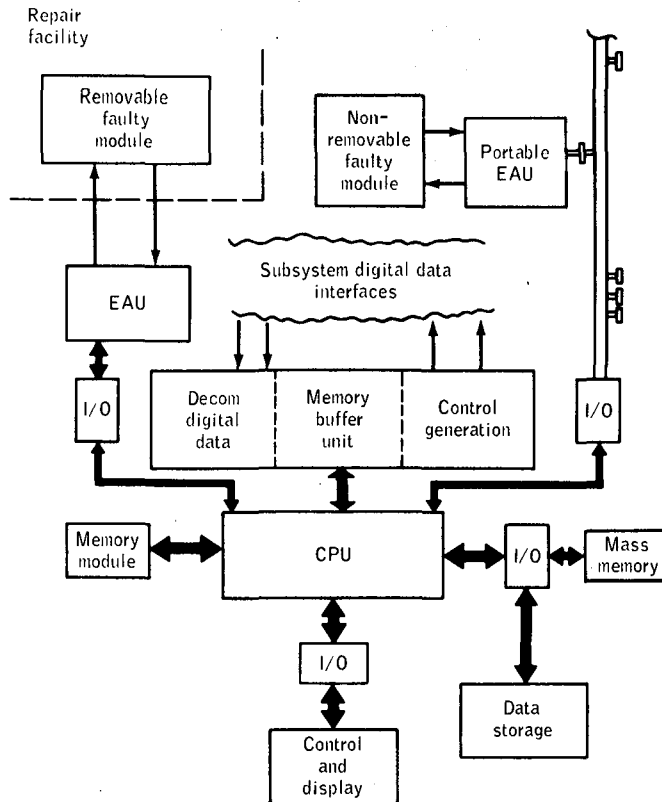 Repair
facility
Removable
faulty
module
Non-
removable
faulty
module
Portable
EAU
Subsystem digital data
interfaces
EAU
I/O
Decom
digital
data
Memory
buffer
unit
Control
generation
I/O
Memory
module
CPU
I/O
Mass
memory
I/O
Data
storage
Control
and
display